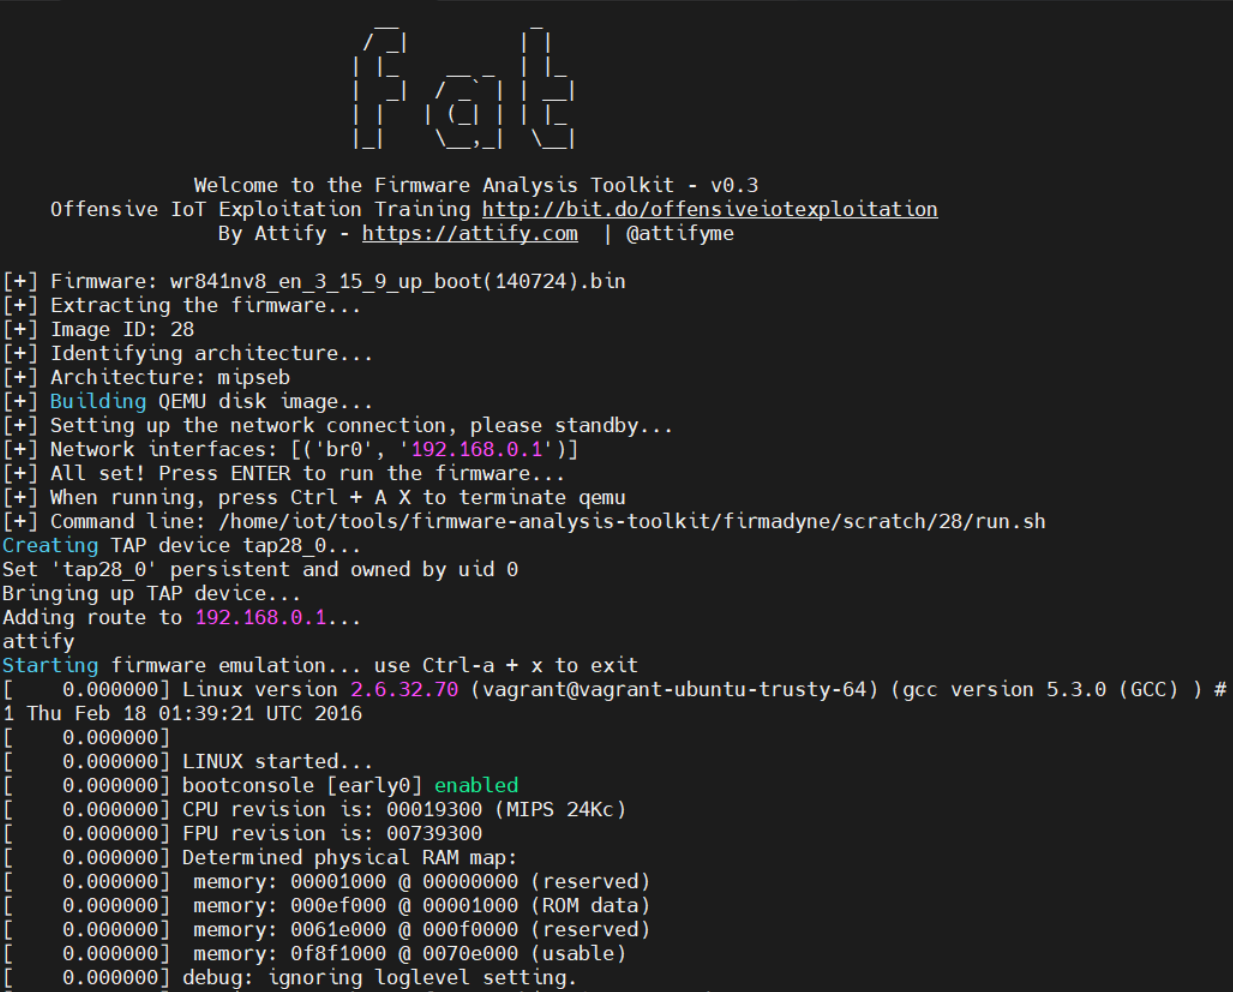 Welcome to the Firmware Analysis Toolkit - v0.3
Offensive IoT Exploitation Training http://bit.do/offensiveiotexploitation
By Attify - https://attify.com  | @attifyme
[+] Firmware: wr841nv8_en_3_15_9_up_boot(140724).bin
[+] Extracting the firmware...
[+] Image ID: 28
[+] Identifying architecture...
[+] Architecture: mipseb
[+] Building QEMU disk image...
[+] Setting up the network connection, please standby...
[+] Network interfaces: [('br0', '192.168.0.1')]
[+] All set! Press ENTER to run the firmware...
[+] When running, press Ctrl + A X to terminate qemu
[+] Command line: /home/iot/tools/firmware-analysis-toolkit/firmadyne/scratch/28/run.sh
Creating TAP device tap28_0...
Set 'tap28_0' persistent and owned by uid 0
Bringing up TAP device...
Adding route to 192.168.0.1...
attify
Starting firmware emulation... use Ctrl-a + x to exit
[    0.000000] Linux version 2.6.32.70 (vagrant@vagrant-ubuntu-trusty-64) (gcc version 5.3.0 (GCC) ) #
1 Thu Feb 18 01:39:21 UTC 2016
[    0.000000]
[    0.000000] LINUX started...
[    0.000000] bootconsole [early0] enabled
[    0.000000] CPU revision is: 00019300 (MIPS 24Kc)
[    0.000000] FPU revision is: 00739300
[    0.000000] Determined physical RAM map:
[    0.000000]  memory: 00001000 @ 00000000 (reserved)
[    0.000000]  memory: 000ef000 @ 00001000 (ROM data)
[    0.000000]  memory: 0061e000 @ 000f0000 (reserved)
[    0.000000]  memory: 0f8f1000 @ 0070e000 (usable)
[    0.000000] debug: ignoring loglevel setting.